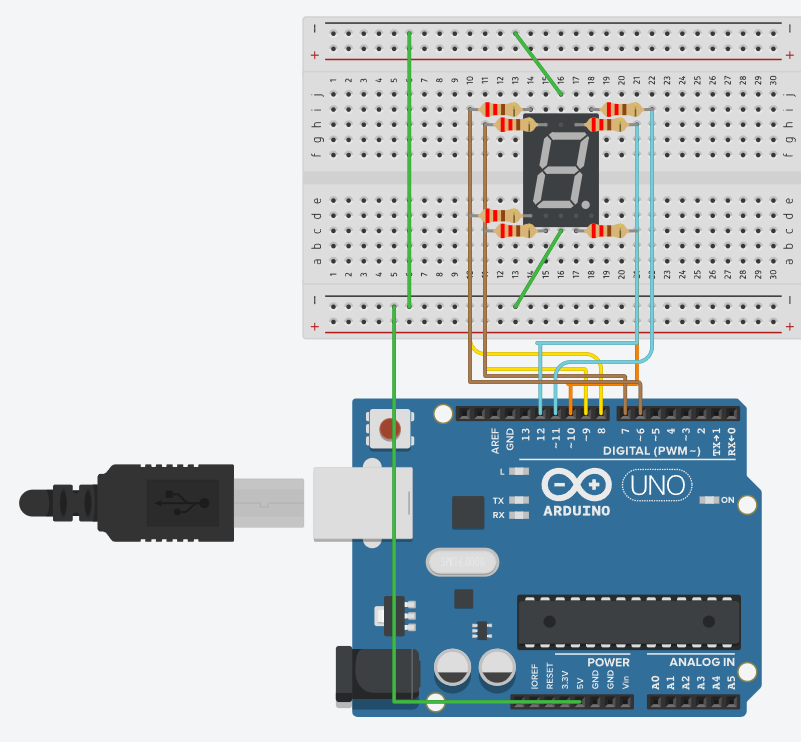 − −
+ +
1 2 3 4 5 6 7 8 9 10 11 12 13 14 15 16 17 18 19 20 21 22 23 24 25 26 27 28 29 30
j j
i i
h h
g g
f f
e e
d d
c c
b b
a a
1 2 3 4 5 6 7 8 9 10 11 12 13 14 15 16 17 18 19 20 21 22 23 24 25 26 27 28 29 30
− −
+ +
AREF GND 13 12 ~11 ~10 ~9 8 7 ~6 ~5 4 ~3 2 TX→1 RX←0
DIGITAL (PWM ~)
L
TX
RX
UNO
ON
ARDUINO
POWER
ANALOG IN
IOREF RESET 3.3V 5V GND GND Vin A0 A1 A2 A3 A4 A5